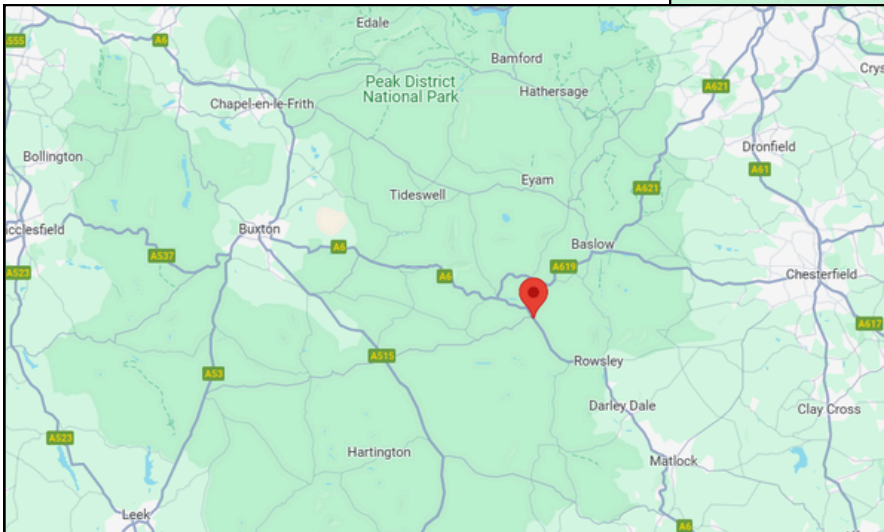 Edale
A555
A6
Bamford
Peak District
National Park
Crys
A621
Hathersage
Chapel-en-le-Frith
Dronfield
Bollington
A61
Eyam
A621
Tideswell
cclesfield
Buxton
Baslow
A6
A537
A619
A523
A6
Chesterfield
A617
A515
Rowsley
A53
Darley Dale
Clay Cross
A523
Hartington
Matlock
Leek
A6